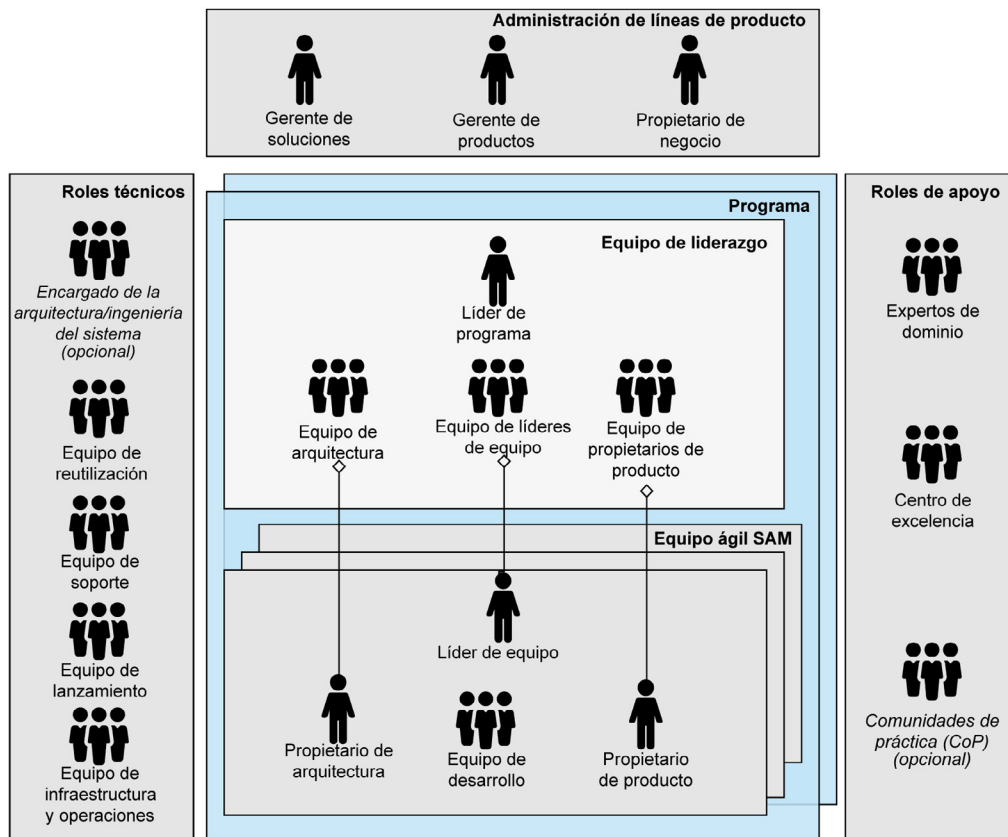 Administración de líneas de producto
Gerente de
soluciones
Gerente de
productos
Propietario de
negocio
Roles técnicos
Encargado de la
arquitectura/ingeniería
del sistema
(opcional)
Equipo de
reutilización
Equipo de
soporte
Equipo de
lanzamiento
Equipo de
infraestructura
y operaciones
Programa
Equipo de liderazgo
Líder de
programa
Equipo de
arquitectura
Equipo de líderes
de equipo
Equipo de
propietarios de
producto
Equipo ágil SAM
Líder de equipo
Propietario de
arquitectura
Equipo de
desarrollo
Propietario
de producto
Roles de apoyo
Expertos de
dominio
Centro de
excelencia
Comunidades de
práctica (CoP)
(opcional)